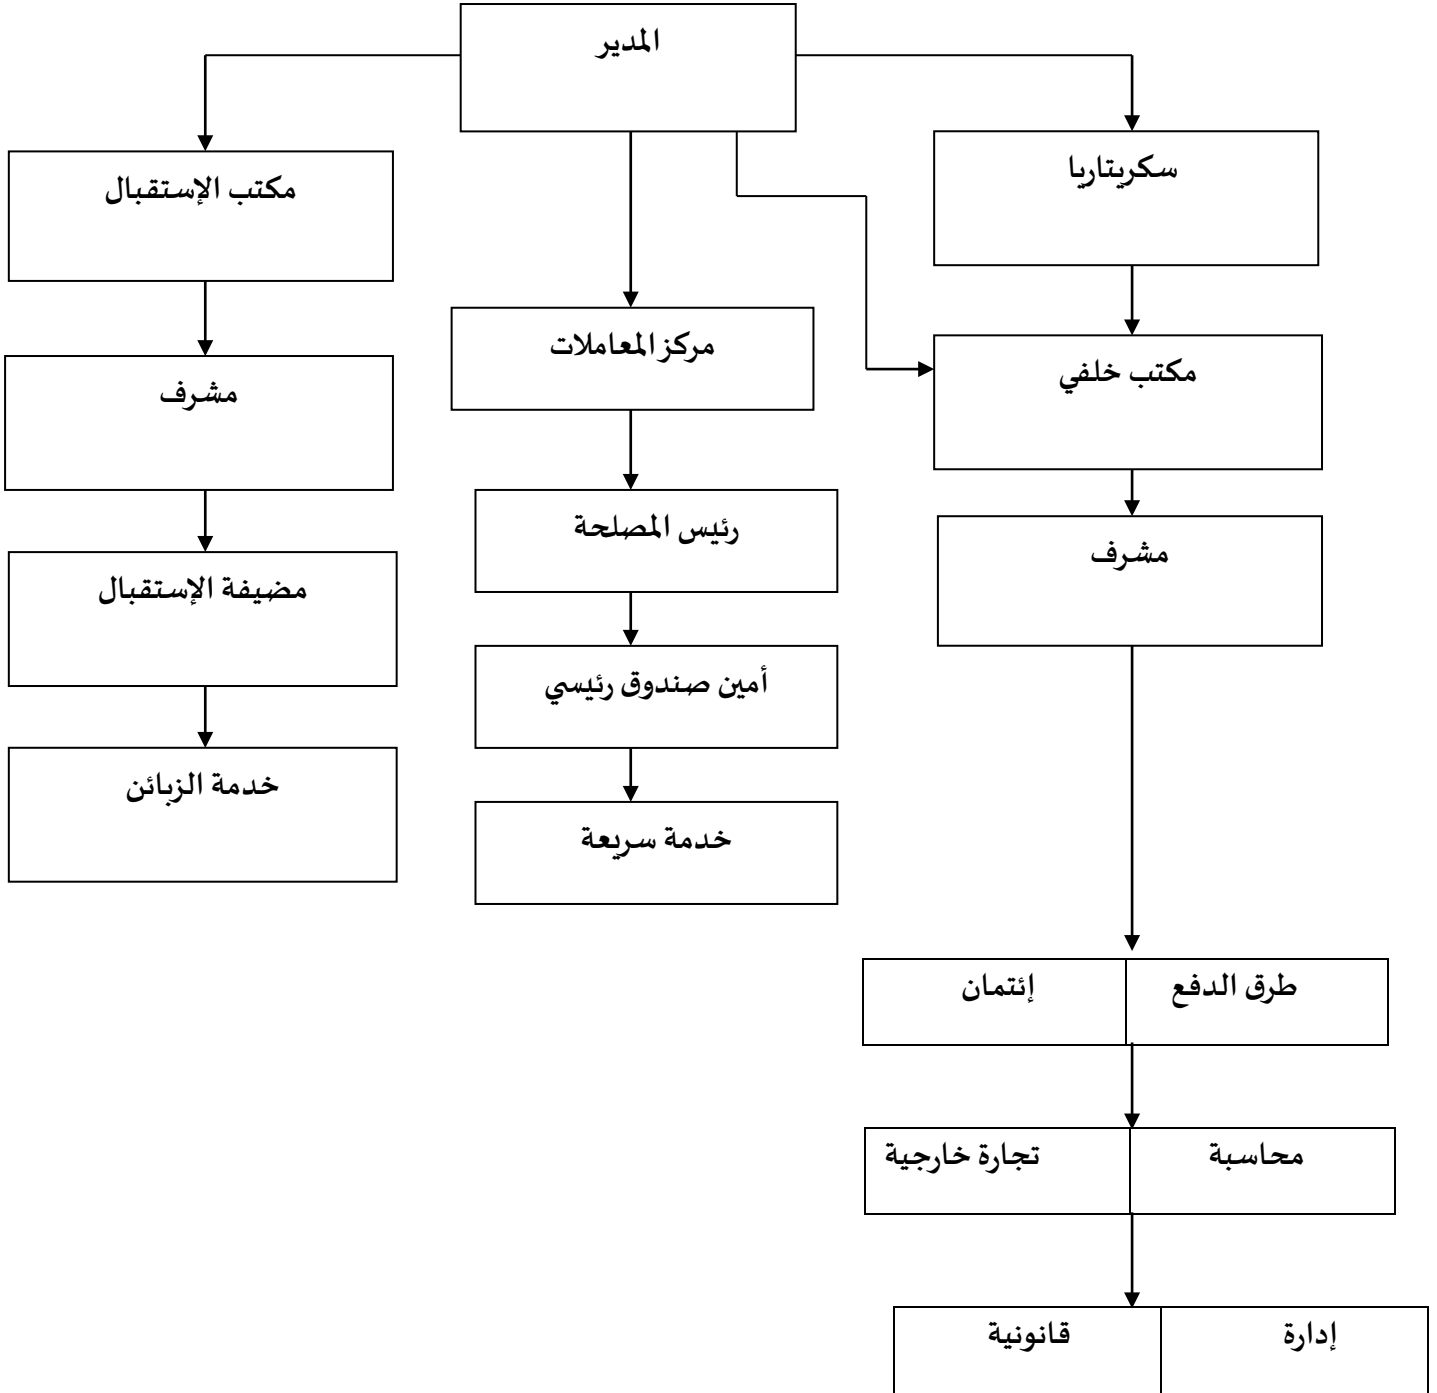 المدير
سكريتاريا
مكتب الإستقبال
مركز المعاملات
مكتب خلفي
مشرف
رئيس المصلحة
مشرف
مضيفة الإستقبال
أمين صندوق رئيسي
خدمة الزبائن
خدمة سريعة
طرق الدفع
إئتمان
محاسبة
تجارة خارجية
إدارة
قانونية